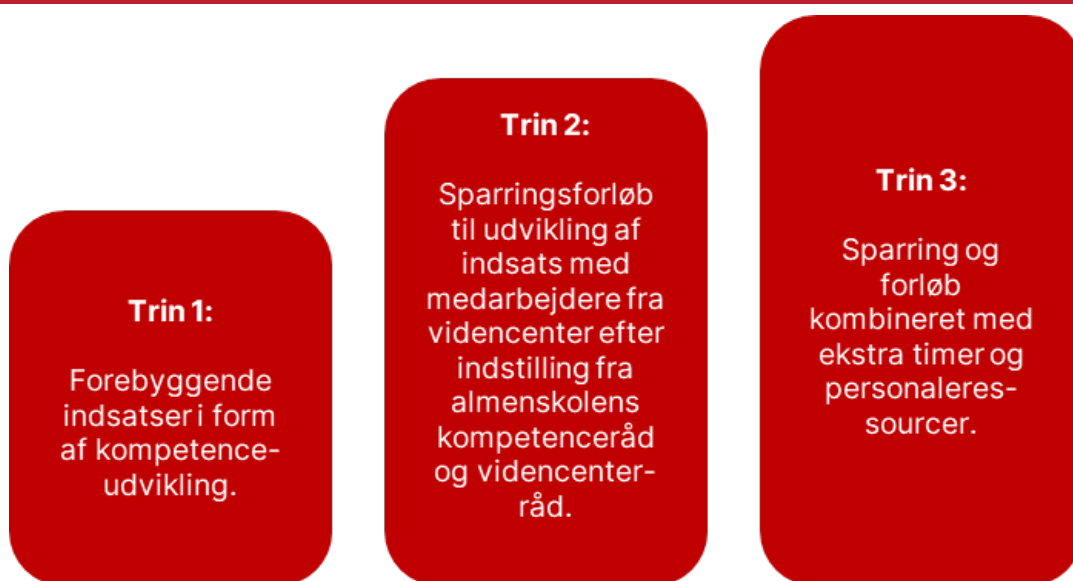 Trin 1:
Forebyggende
indsatser i form
af kompetence-
udvikling.
Trin 2:
Sparringsforløb
til udvikling af
indsats med
medarbejdere fra
videncenter efter
indstilling fra
almenskolens
kompetenceråd
og videncenter-
råd.
Trin 3:
Sparring og
forløb
kombineret med
ekstra timer og
personaleres-
sourcer.